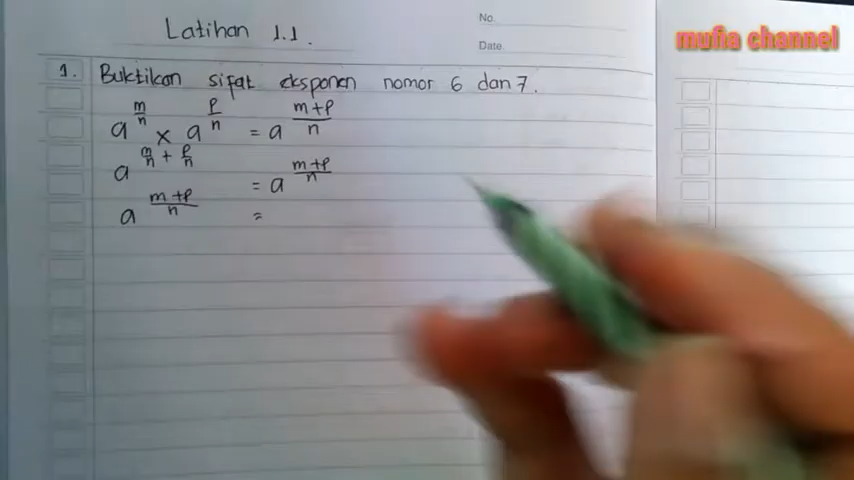 Latihan 1.1.
No.
Date.
mufia channel
1. Buktikan sifat eksponen nomor 6 dan 7.
a^(m/n) × a^(p/n) = a^((m+p)/n)
a^(m/n + p/n) = a^((m+p)/n)
a^((m+p)/n) =